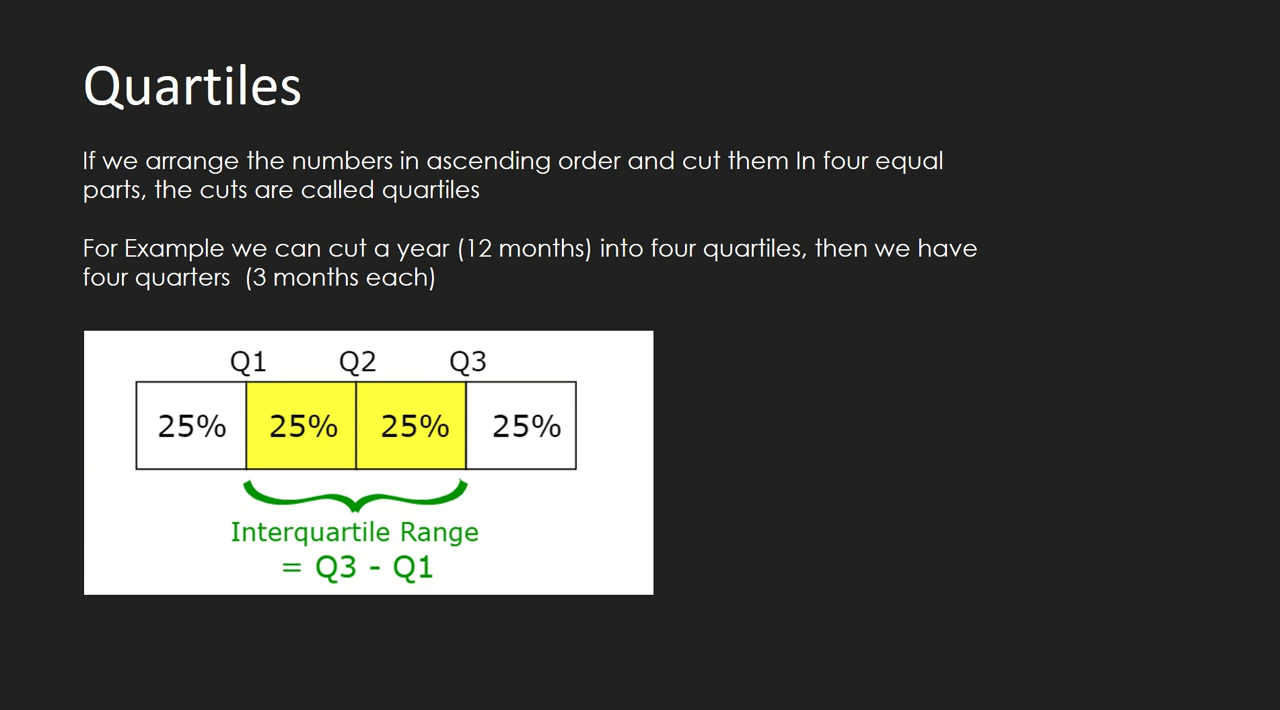 Quartiles
If we arrange the numbers in ascending order and cut them In four equal
parts, the cuts are called quartiles
For Example we can cut a year (12 months) into four quartiles, then we have
four quarters  (3 months each)
Q1 Q2 Q3
25% 25% 25% 25%
Interquartile Range
= Q3 - Q1